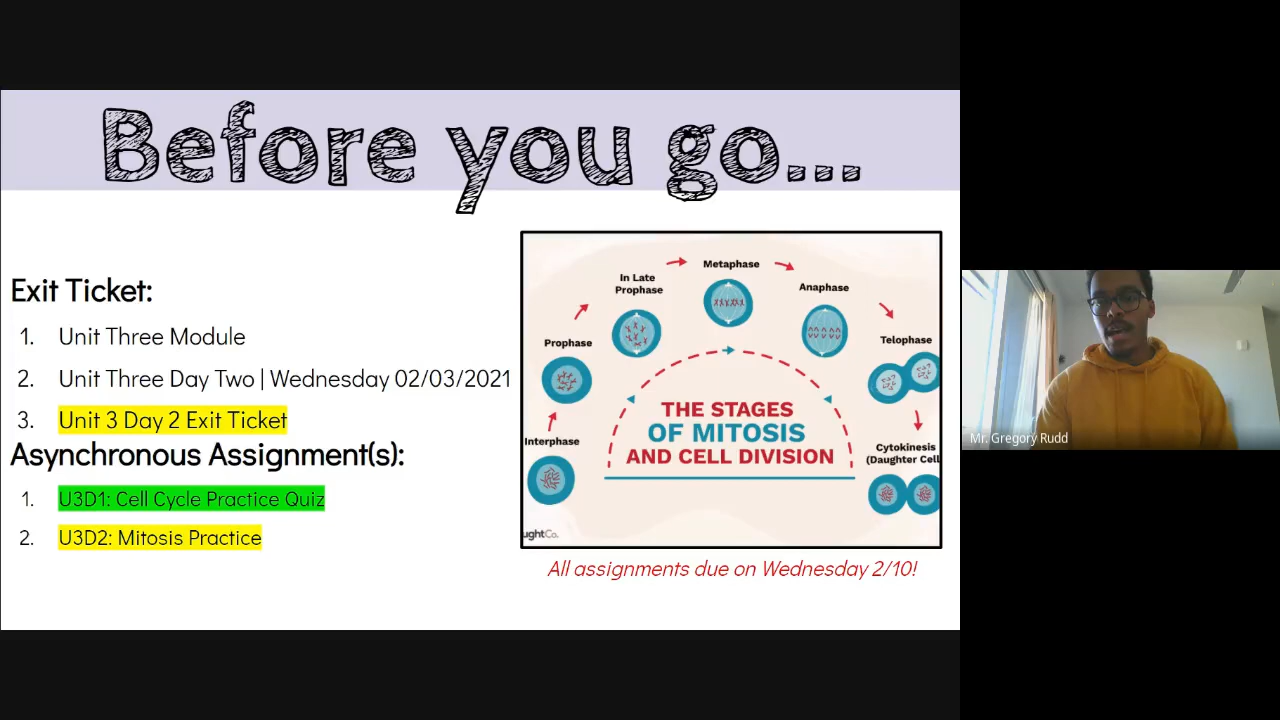 Before you go...
Exit Ticket:
1. Unit Three Module
2. Unit Three Day Two | Wednesday 02/03/2021
3. Unit 3 Day 2 Exit Ticket
Asynchronous Assignment(s):
1. U3D1: Cell Cycle Practice Quiz
2. U3D2: Mitosis Practice
Interphase
Prophase
In Late
Prophase
Metaphase
Anaphase
Telophase
Cytokinesis
(Daughter Cell
THE STAGES
OF MITOSIS
AND CELL DIVISION
ughtCo.
All assignments due on Wednesday 2/10!
Mr. Gregory Rudd